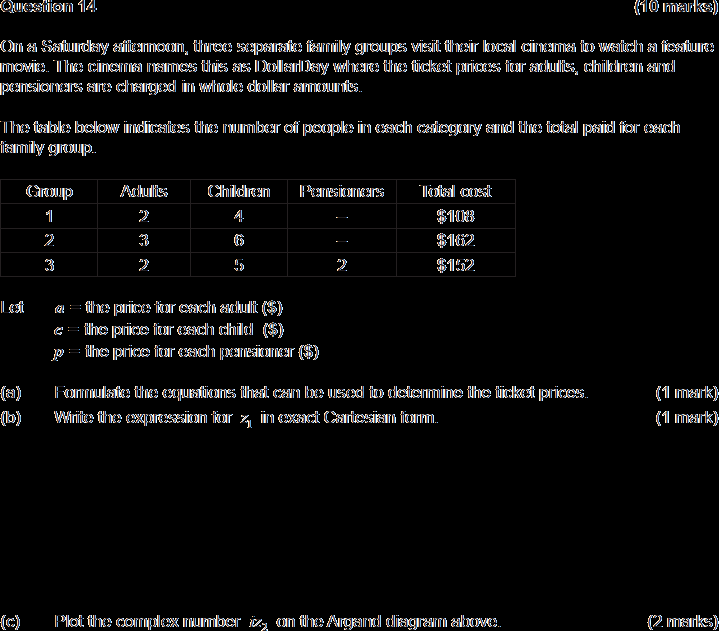 Question 14 (10 marks)
On a Saturday afternoon, three separate family groups visit their local cinema to watch a feature
movie. The cinema names this as DollarDay where the ticket prices for adults, children and
pensioners are charged in whole dollar amounts.
The table below indicates the number of people in each category and the total paid for each
family group.
Group Adults Children Pensioners Total cost
1 2 4 – $108
2 3 6 – $162
3 2 5 2 $152
Let a = the price for each adult ($)
c = the price for each child ($)
p = the price for each pensioner ($)
(a) Formulate the equations that can be used to determine the ticket prices. (1 mark)
(b) Write the expression for z₁ in exact Cartesian form. (1 mark)
(c) Plot the complex number iz₂ on the Argand diagram above. (2 marks)